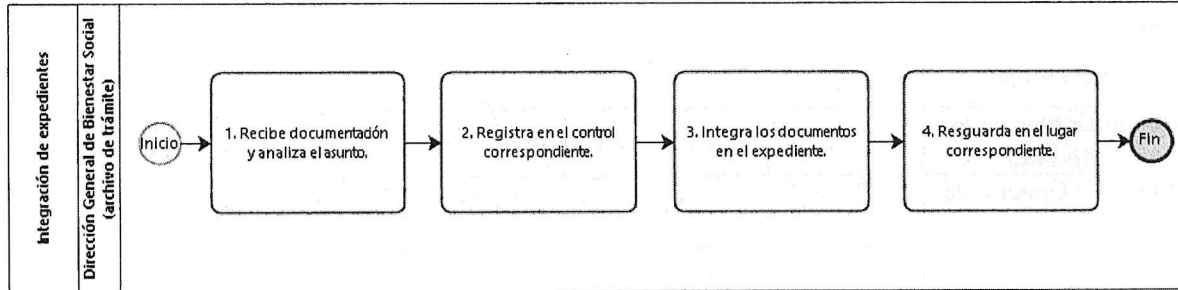 Integración de expedientes
Dirección General de Bienestar Social
(archivo de trámite)
Inicio
1. Recibe documentación
y analiza el asunto.
2. Registra en el control
correspondiente.
3. Integra los documentos
en el expediente.
4. Resguarda en el lugar
correspondiente.
Fin